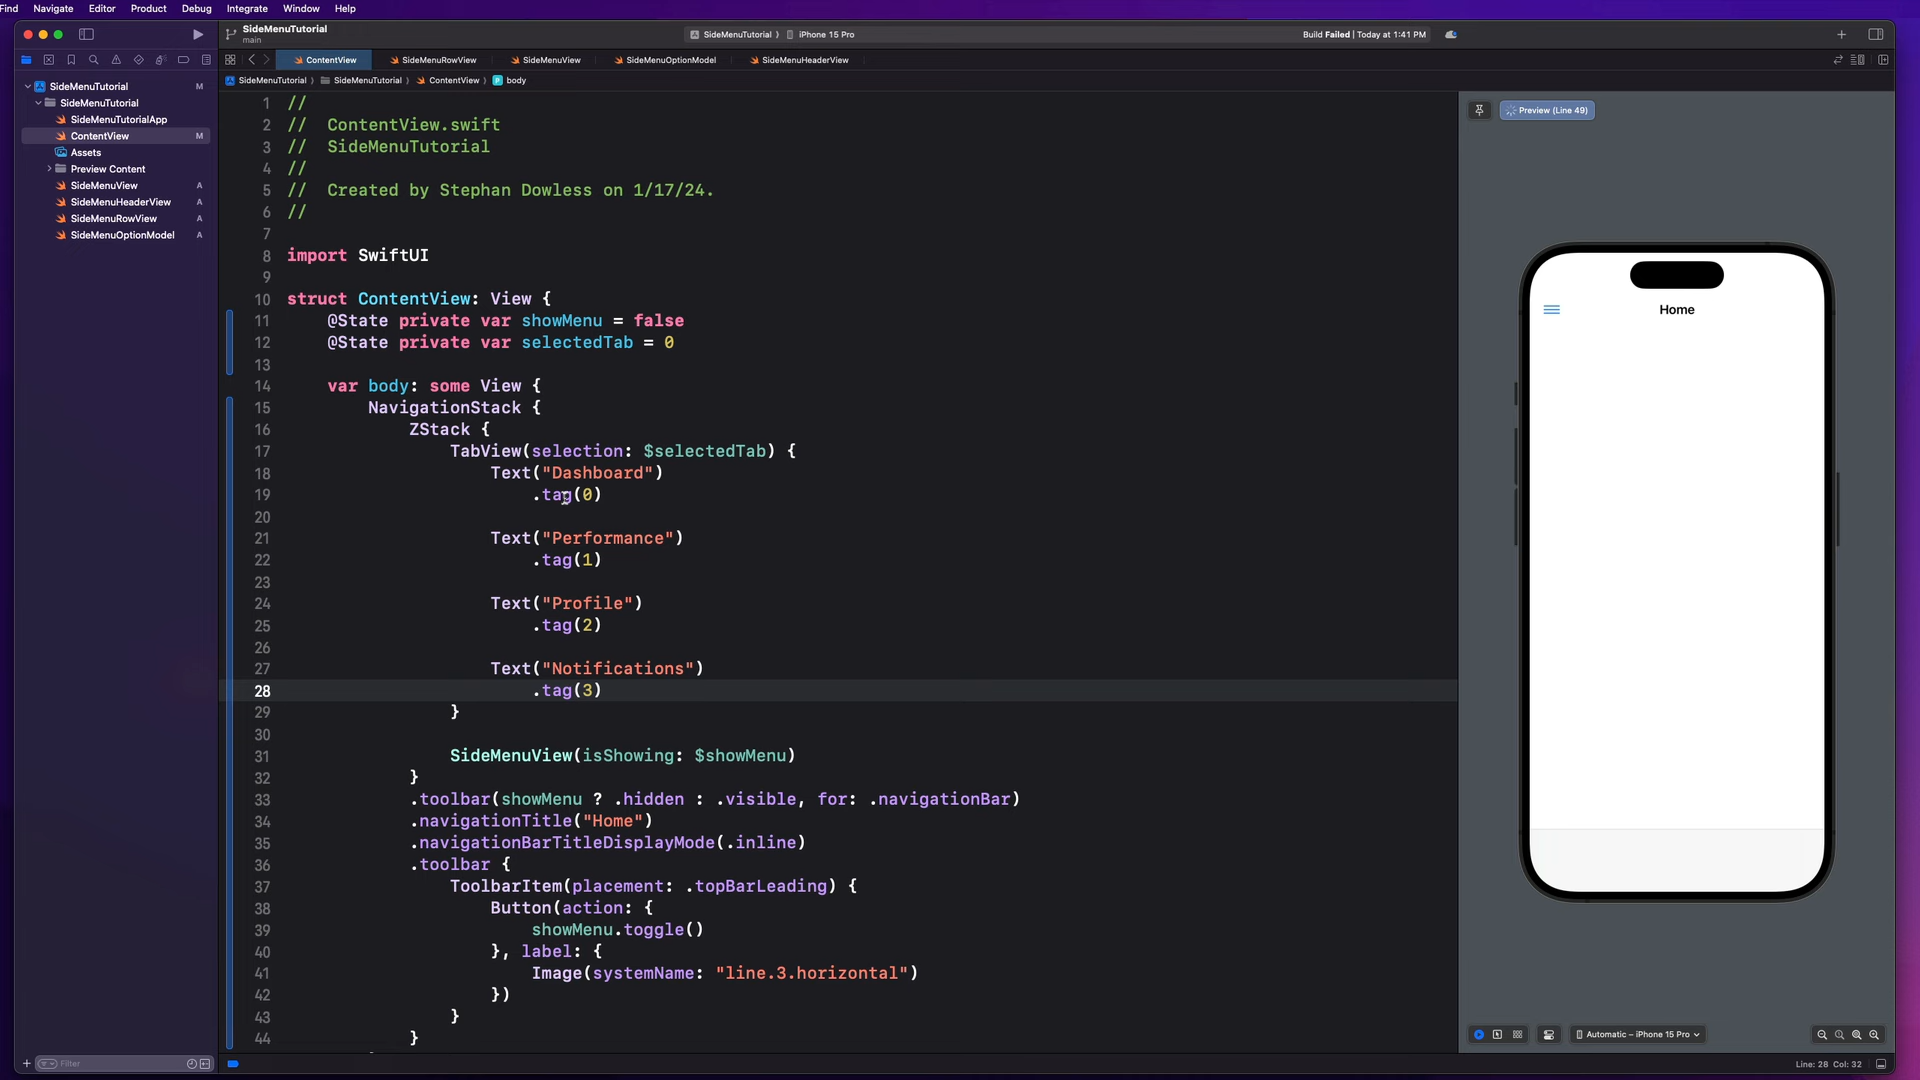 Find Navigate Editor Product Debug Integrate Window Help
SideMenuTutorial
main
SideMenuTutorial 〉 iPhone 15 Pro
Build Failed | Today at 1:41 PM
ContentView SideMenuRowView SideMenuView SideMenuOptionModel SideMenuHeaderView
SideMenuTutorial 〉 SideMenuTutorial 〉 ContentView 〉 body
SideMenuTutorial M
SideMenuTutorial
SideMenuTutorialApp
ContentView M
Assets
Preview Content
SideMenuView A
SideMenuHeaderView A
SideMenuRowView A
SideMenuOptionModel A
Filter
1 //
2 //  ContentView.swift
3 //  SideMenuTutorial
4 //
5 //  Created by Stephan Dowless on 1/17/24.
6 //
7
8 import SwiftUI
9
10 struct ContentView: View {
11     @State private var showMenu = false
12     @State private var selectedTab = 0
13
14     var body: some View {
15         NavigationStack {
16             ZStack {
17                 TabView(selection: $selectedTab) {
18                     Text("Dashboard")
19                         .tag(0)
20
21                     Text("Performance")
22                         .tag(1)
23
24                     Text("Profile")
25                         .tag(2)
26
27                     Text("Notifications")
28                         .tag(3)
29                 }
30
31                 SideMenuView(isShowing: $showMenu)
32             }
33             .toolbar(showMenu ? .hidden : .visible, for: .navigationBar)
34             .navigationTitle("Home")
35             .navigationBarTitleDisplayMode(.inline)
36             .toolbar {
37                 ToolbarItem(placement: .topBarLeading) {
38                     Button(action: {
39                         showMenu.toggle()
40                     }, label: {
41                         Image(systemName: "line.3.horizontal")
42                     })
43                 }
44             }
Preview (Line 49)
Home
Automatic – iPhone 15 Pro
Line: 28 Col: 32